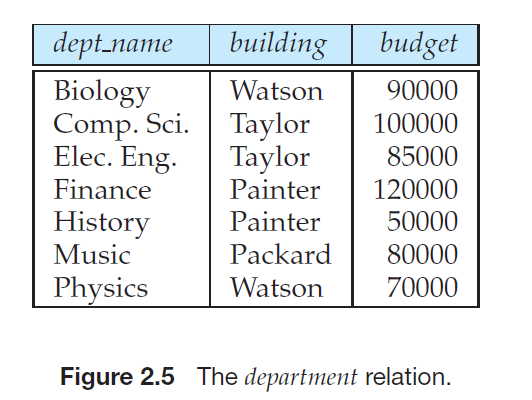 dept_name building budget
Biology Watson 90000
Comp. Sci. Taylor 100000
Elec. Eng. Taylor 85000
Finance Painter 120000
History Painter 50000
Music Packard 80000
Physics Watson 70000
Figure 2.5 The department relation.